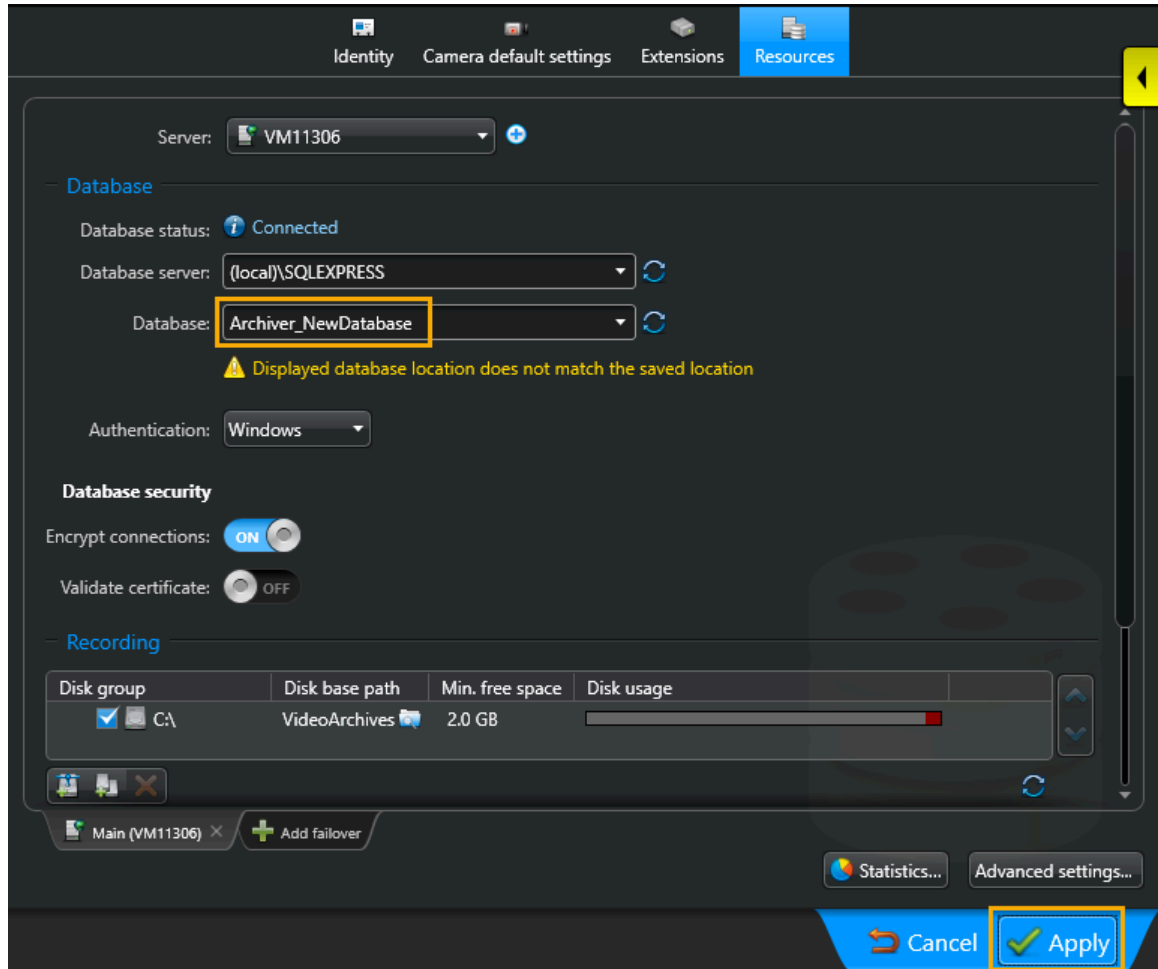 Identity Camera default settings Extensions Resources
Server: VM11306
Database
Database status: Connected
Database server: (local)\SQLEXPRESS
Database: Archiver_NewDatabase
Displayed database location does not match the saved location
Authentication: Windows
Database security
Encrypt connections: ON
Validate certificate: OFF
Recording
Disk group Disk base path Min. free space Disk usage
C:\ VideoArchives 2.0 GB
Main (VM11306) Add failover
Statistics... Advanced settings...
Cancel Apply